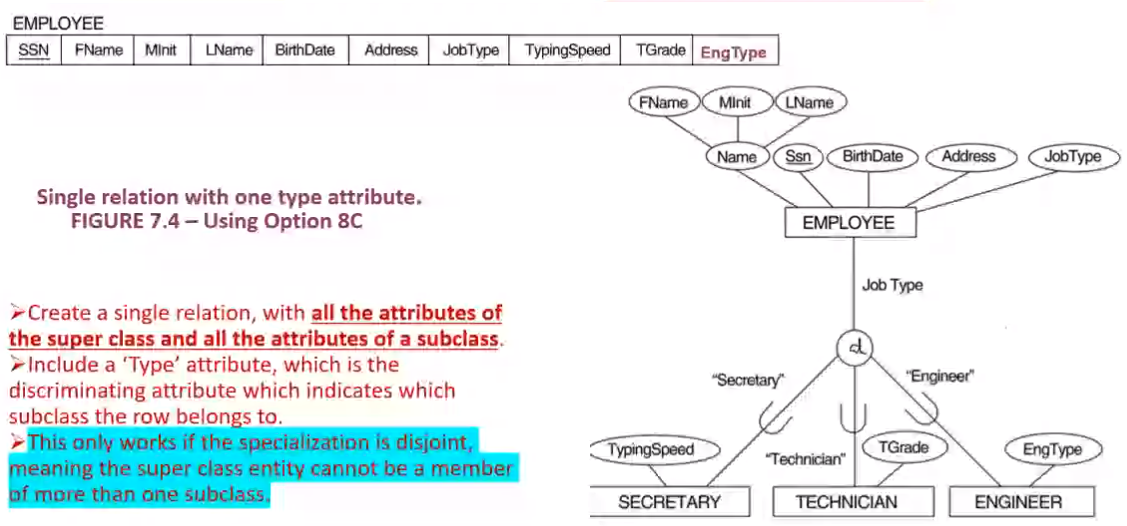 EMPLOYEE
SSN FName MInit LName BirthDate Address JobType TypingSpeed TGrade EngType
Single relation with one type attribute.
FIGURE 7.4 – Using Option 8C
➢Create a single relation, with all the attributes of
the super class and all the attributes of a subclass.
➢Include a ‘Type’ attribute, which is the
discriminating attribute which indicates which
subclass the row belongs to.
➢This only works if the specialization is disjoint,
meaning the super class entity cannot be a member
of more than one subclass.
FName MInit LName
Name Ssn BirthDate Address JobType
EMPLOYEE
Job Type
d
“Secretary” “Engineer”
“Technician”
TypingSpeed TGrade EngType
SECRETARY TECHNICIAN ENGINEER